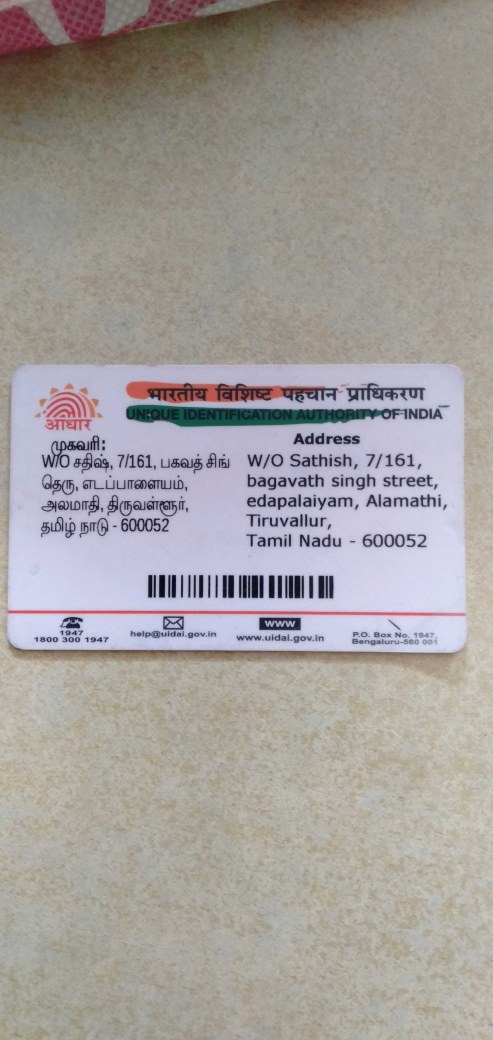 भारतीय विशिष्ट पहचान प्राधिकरण
UNIQUE IDENTIFICATION AUTHORITY OF INDIA
आधार
முகவரி:
W/O சதிஷ், 7/161, பகவத் சிங்
தெரு, எடப்பாளையம்,
அலமாதி, திருவள்ளூர்,
தமிழ் நாடு - 600052
Address
W/O Sathish, 7/161,
bagavath singh street,
edapalaiyam, Alamathi,
Tiruvallur,
Tamil Nadu - 600052
1947
1800 300 1947
help@uidai.gov.in
www
www.uidai.gov.in
P.O. Box No. 1947,
Bengaluru-560 001